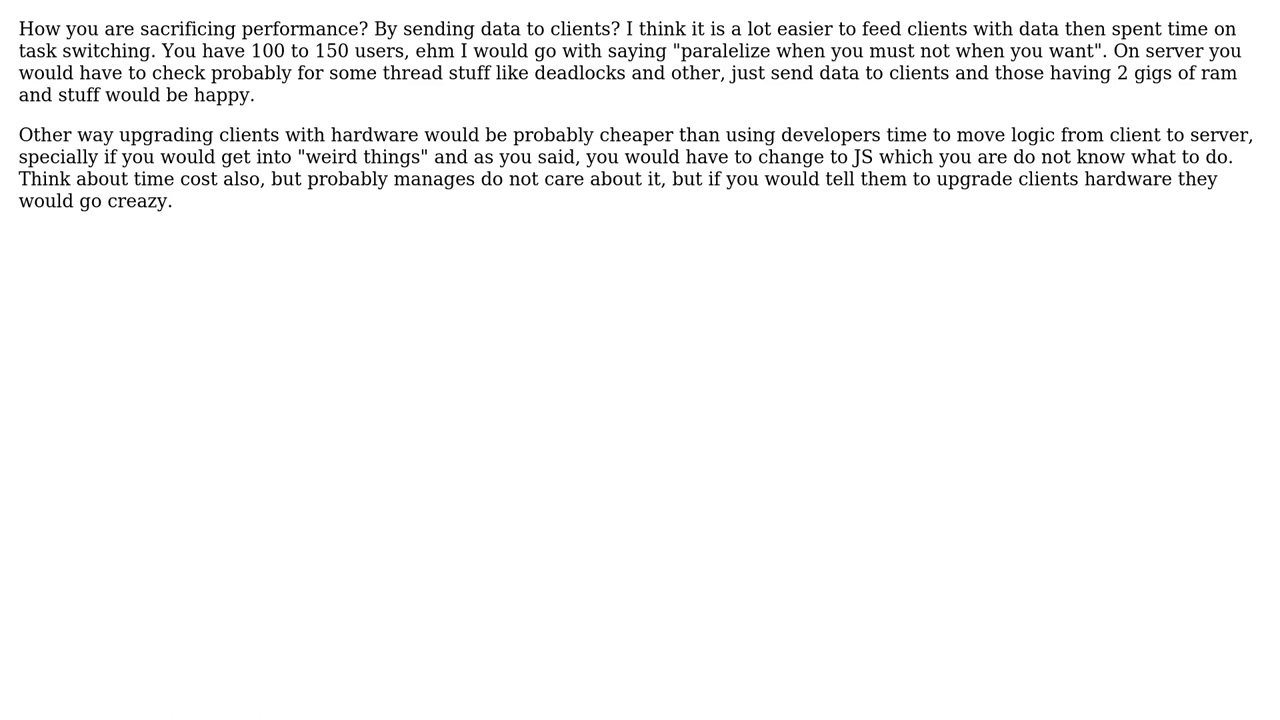 How you are sacrificing performance? By sending data to clients? I think it is a lot easier to feed clients with data then spent time on
task switching. You have 100 to 150 users, ehm I would go with saying "paralelize when you must not when you want". On server you
would have to check probably for some thread stuff like deadlocks and other, just send data to clients and those having 2 gigs of ram
and stuff would be happy.
Other way upgrading clients with hardware would be probably cheaper than using developers time to move logic from client to server,
specially if you would get into "weird things" and as you said, you would have to change to JS which you are do not know what to do.
Think about time cost also, but probably manages do not care about it, but if you would tell them to upgrade clients hardware they
would go creazy.